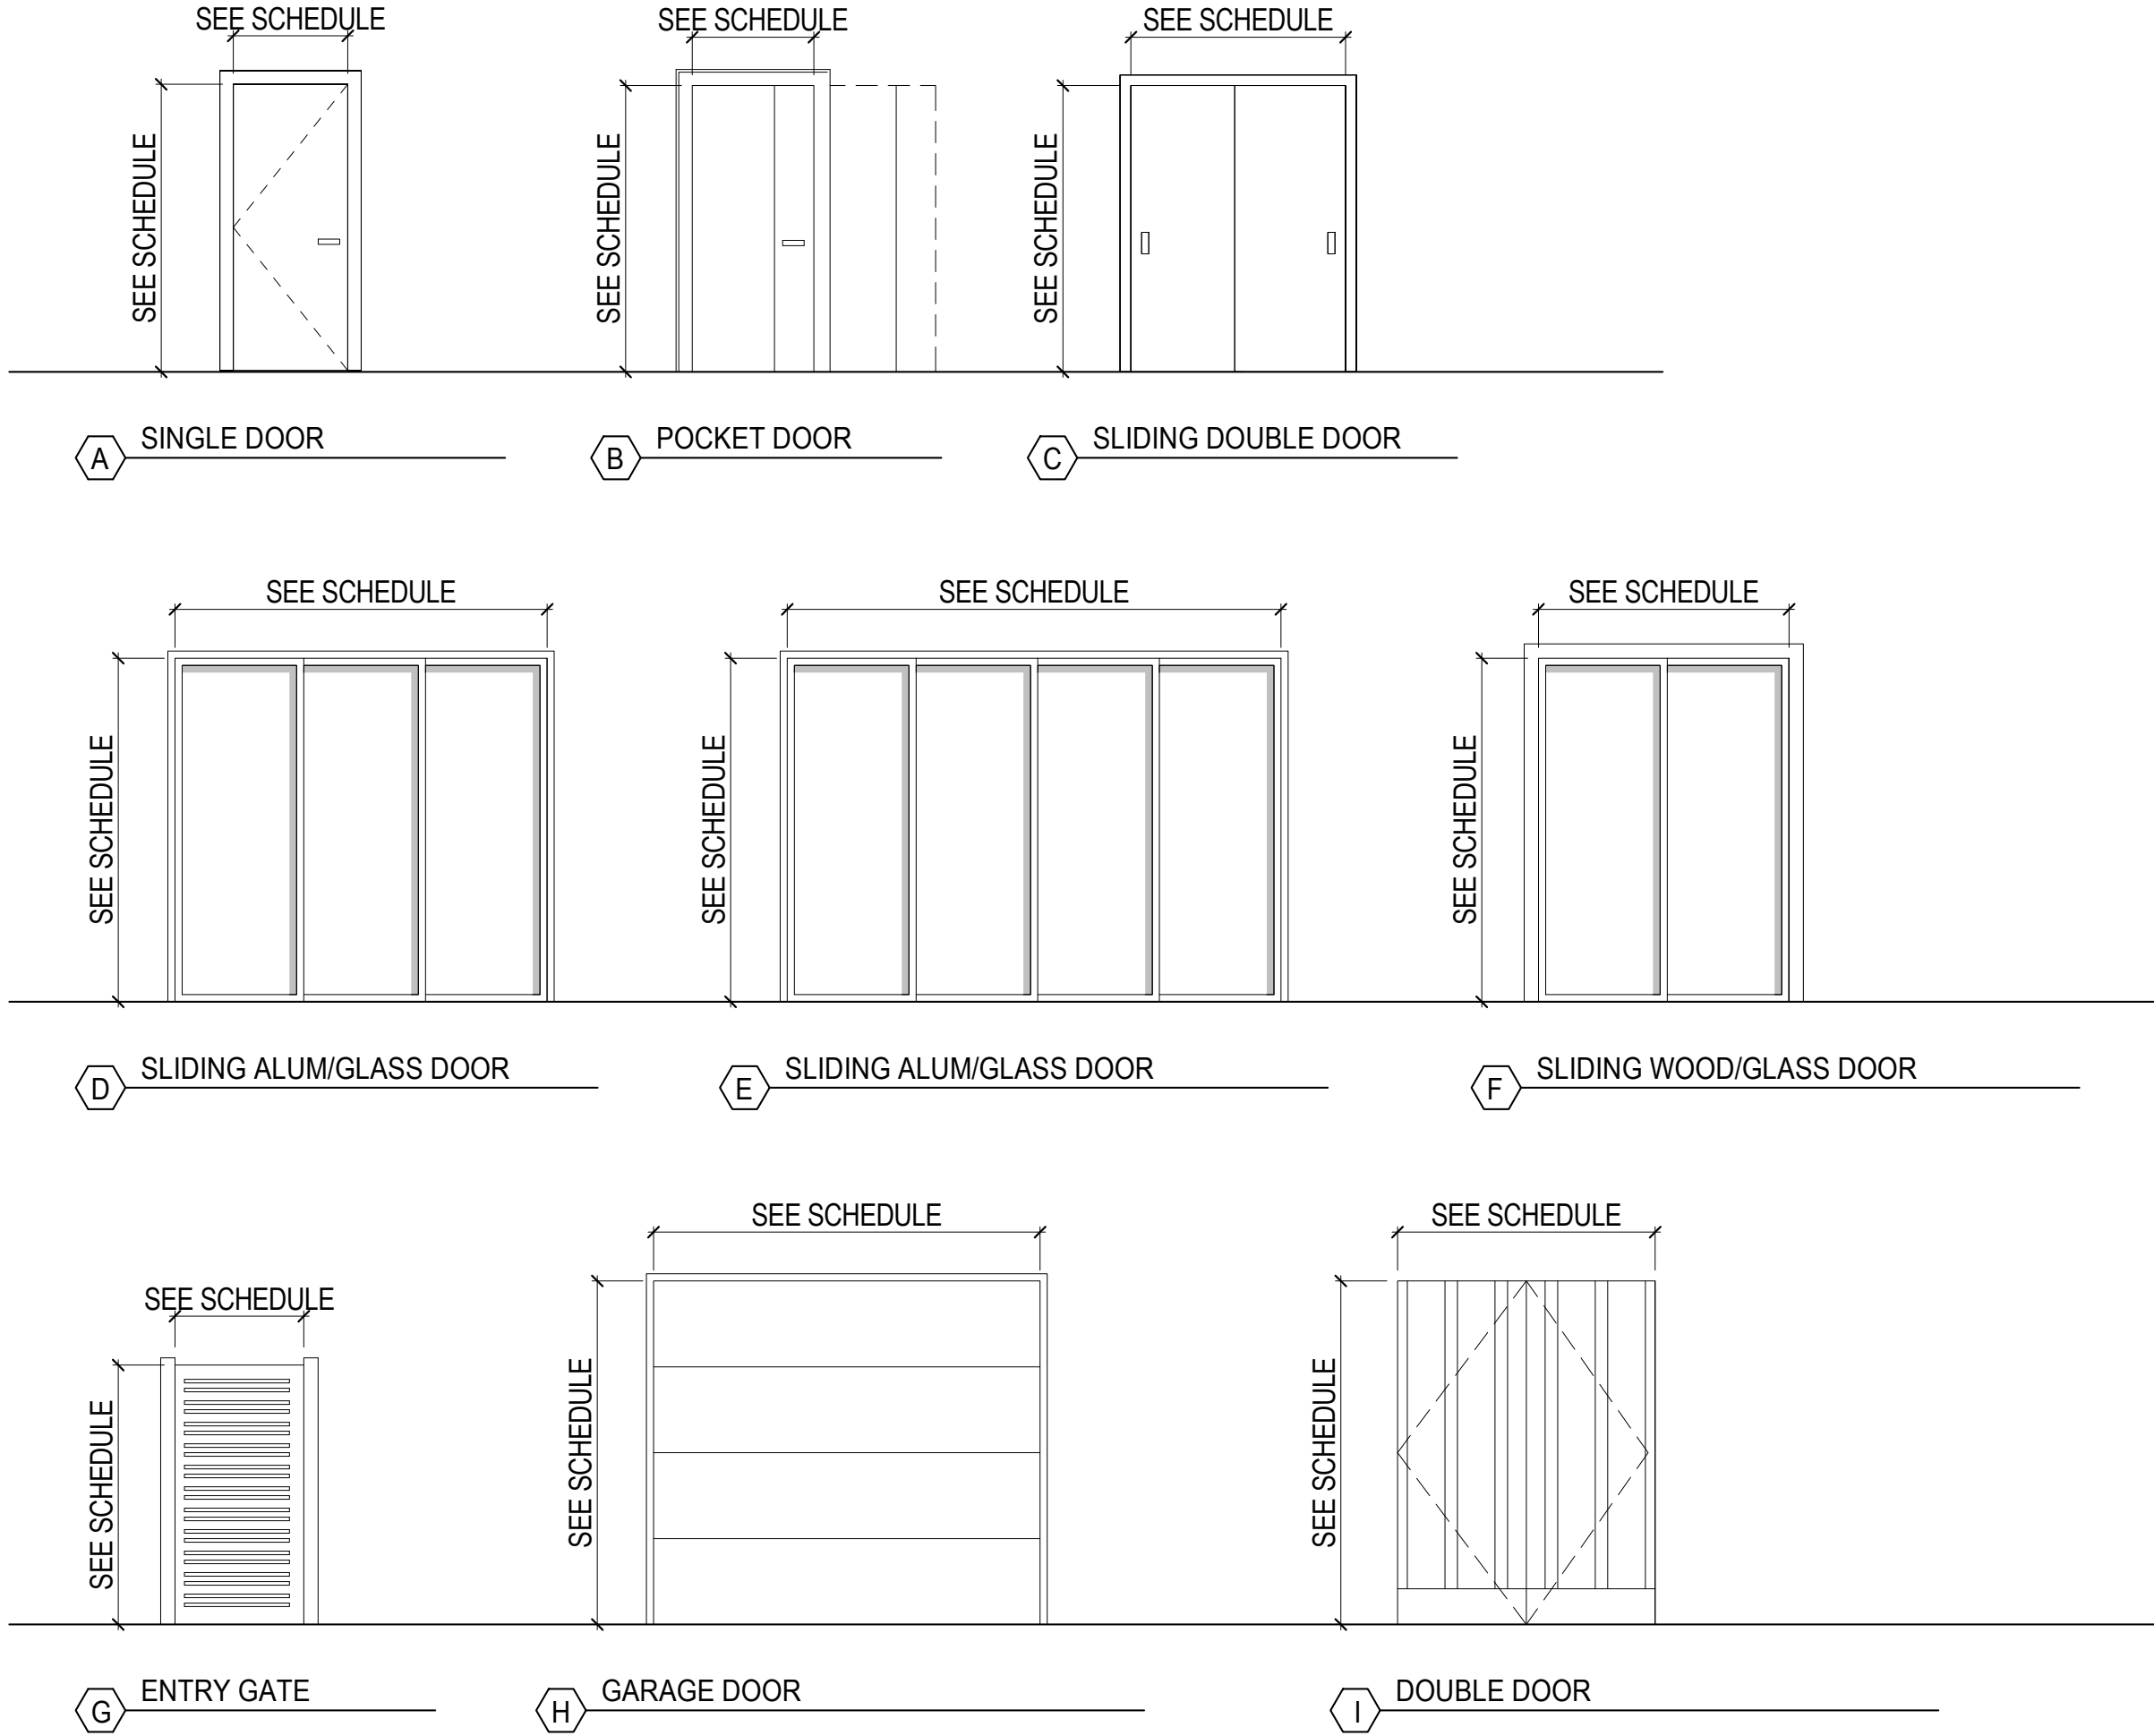 SEE SCHEDULE
SEE SCHEDULE
SEE SCHEDULE
SEE SCHEDULE
SEE SCHEDULE
SEE SCHEDULE
A SINGLE DOOR
B POCKET DOOR
C SLIDING DOUBLE DOOR
SEE SCHEDULE
SEE SCHEDULE
SEE SCHEDULE
SEE SCHEDULE
SEE SCHEDULE
SEE SCHEDULE
D SLIDING ALUM/GLASS DOOR
E SLIDING ALUM/GLASS DOOR
F SLIDING WOOD/GLASS DOOR
SEE SCHEDULE
SEE SCHEDULE
SEE SCHEDULE
SEE SCHEDULE
SEE SCHEDULE
SEE SCHEDULE
G ENTRY GATE
H GARAGE DOOR
I DOUBLE DOOR